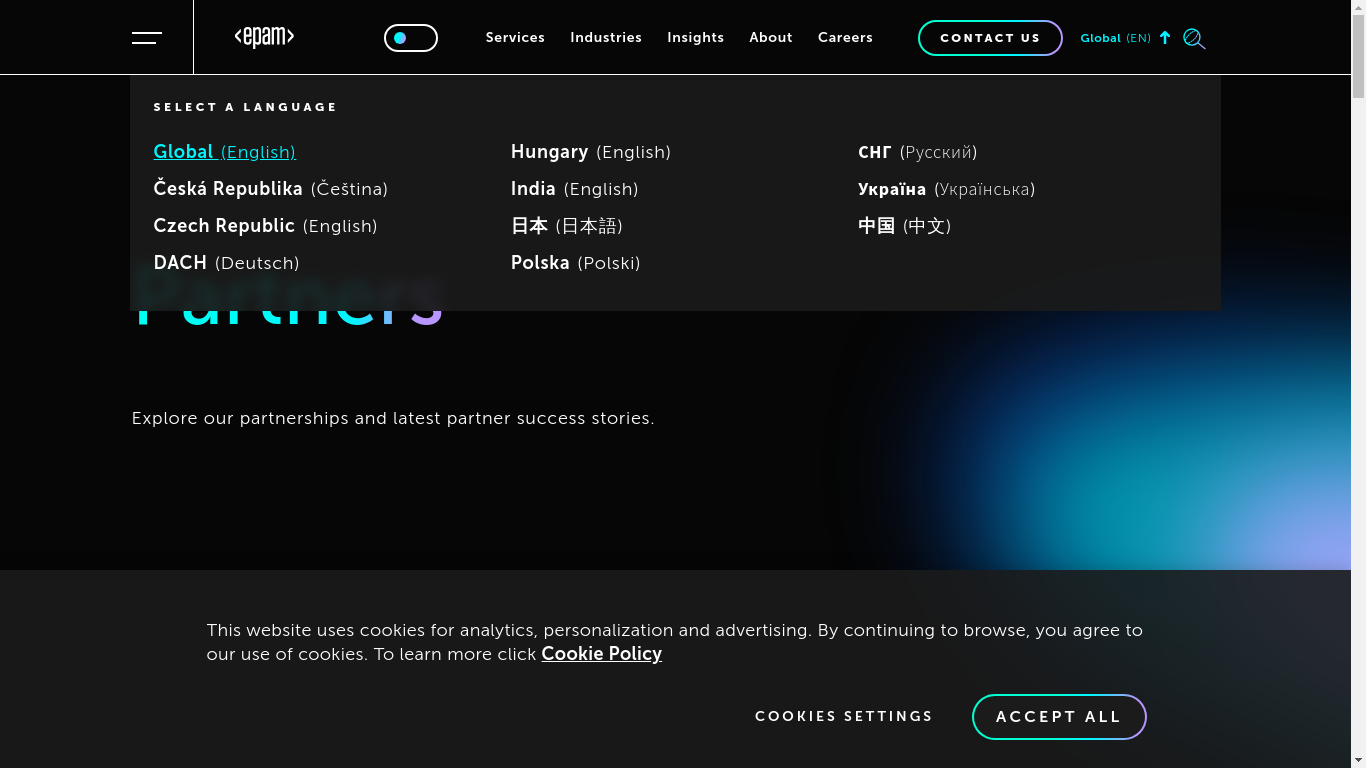 <epam>
Services Industries Insights About Careers CONTACT US Global (EN)
SELECT A LANGUAGE
Global (English)
Česká Republika (Čeština)
Czech Republic (English)
DACH (Deutsch)
Hungary (English)
India (English)
日本 (日本語)
Polska (Polski)
СНГ (Русский)
Україна (Українська)
中国 (中文)
Partners
Explore our partnerships and latest partner success stories.
This website uses cookies for analytics, personalization and advertising. By continuing to browse, you agree to
our use of cookies. To learn more click Cookie Policy
COOKIES SETTINGS ACCEPT ALL